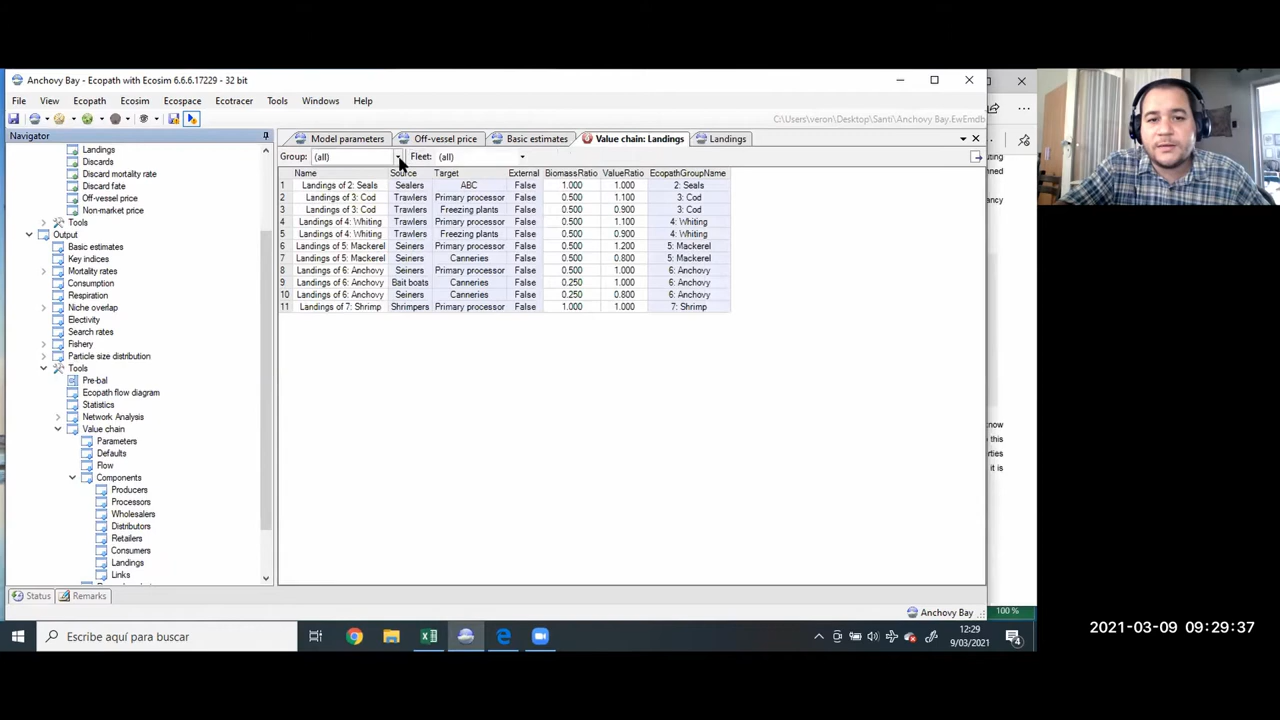 Anchovy Bay - Ecopath with Ecosim 6.6.6.17229 - 32 bit
File View Ecopath Ecosim Ecospace Ecotracer Tools Windows Help
C:\Users\veron\Desktop\Santi\Anchovy Bay.EwEmdb
Navigator
Landings
Discards
Discard mortality rate
Discard fate
Off-vessel price
Non-market price
Tools
Output
Basic estimates
Key indices
Mortality rates
Consumption
Respiration
Niche overlap
Electivity
Search rates
Fishery
Particle size distribution
Tools
Pre-bal
Ecopath flow diagram
Statistics
Network Analysis
Value chain
Parameters
Defaults
Flow
Components
Producers
Processors
Wholesalers
Distributors
Retailers
Consumers
Landings
Links
Model parameters Off-vessel price Basic estimates Value chain: Landings Landings
Group: (all) Fleet: (all)
Name Source Target External BiomassRatio ValueRatio EcopathGroupName
1 Landings of 2: Seals Sealers ABC False 1.000 1.000 2: Seals
2 Landings of 3: Cod Trawlers Primary processor False 0.500 1.100 3: Cod
3 Landings of 3: Cod Trawlers Freezing plants False 0.500 0.900 3: Cod
4 Landings of 4: Whiting Trawlers Primary processor False 0.500 1.100 4: Whiting
5 Landings of 4: Whiting Trawlers Freezing plants False 0.500 0.900 4: Whiting
6 Landings of 5: Mackerel Seiners Primary processor False 0.500 1.200 5: Mackerel
7 Landings of 5: Mackerel Seiners Canneries False 0.500 0.800 5: Mackerel
8 Landings of 6: Anchovy Seiners Primary processor False 0.500 1.000 6: Anchovy
9 Landings of 6: Anchovy Bait boats Canneries False 0.250 1.000 6: Anchovy
10 Landings of 6: Anchovy Seiners Canneries False 0.250 0.800 6: Anchovy
11 Landings of 7: Shrimp Shrimpers Primary processor False 1.000 1.000 7: Shrimp
Status Remarks
Anchovy Bay
100 %
Escribe aquí para buscar
12:29
9/03/2021
4
2021-03-09 09:29:37